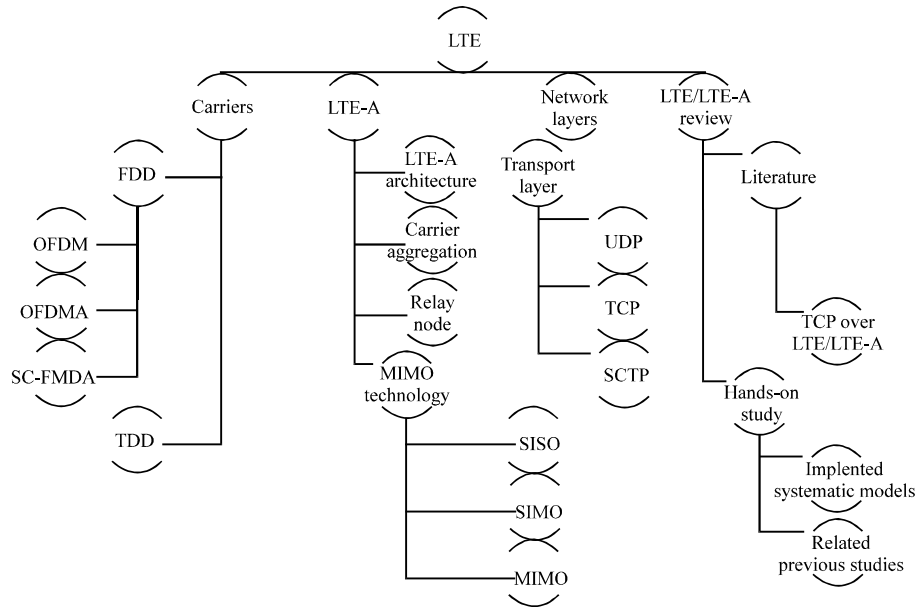 LTE
Carriers
LTE-A
Network
layers
LTE/LTE-A
review
FDD
OFDM
OFDMA
SC-FMDA
TDD
LTE-A
architecture
Carrier
aggregation
Relay
node
MIMO
technology
SISO
SIMO
MIMO
Transport
layer
UDP
TCP
SCTP
Literature
TCP over
LTE/LTE-A
Hands-on
study
Implented
systematic models
Related
previous studies